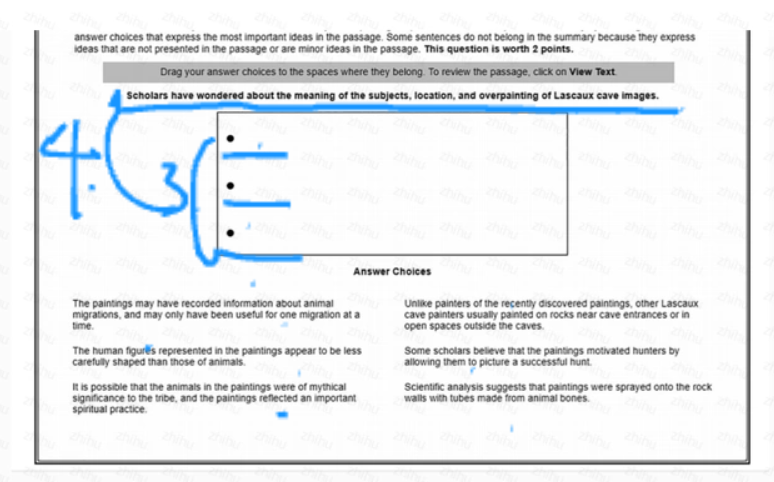 answer choices that express the most important ideas in the passage. Some sentences do not belong in the summary because they express
ideas that are not presented in the passage or are minor ideas in the passage. This question is worth 2 points.
Drag your answer choices to the spaces where they belong. To review the passage, click on View Text.
Scholars have wondered about the meaning of the subjects, location, and overpainting of Lascaux cave images.
4.
3
Answer Choices
The paintings may have recorded information about animal
migrations, and may only have been useful for one migration at a
time.
The human figures represented in the paintings appear to be less
carefully shaped than those of animals.
It is possible that the animals in the paintings were of mythical
significance to the tribe, and the paintings reflected an important
spiritual practice.
Unlike painters of the recently discovered paintings, other Lascaux
cave painters usually painted on rocks near cave entrances or in
open spaces outside the caves.
Some scholars believe that the paintings motivated hunters by
allowing them to picture a successful hunt.
Scientific analysis suggests that paintings were sprayed onto the rock
walls with tubes made from animal bones.